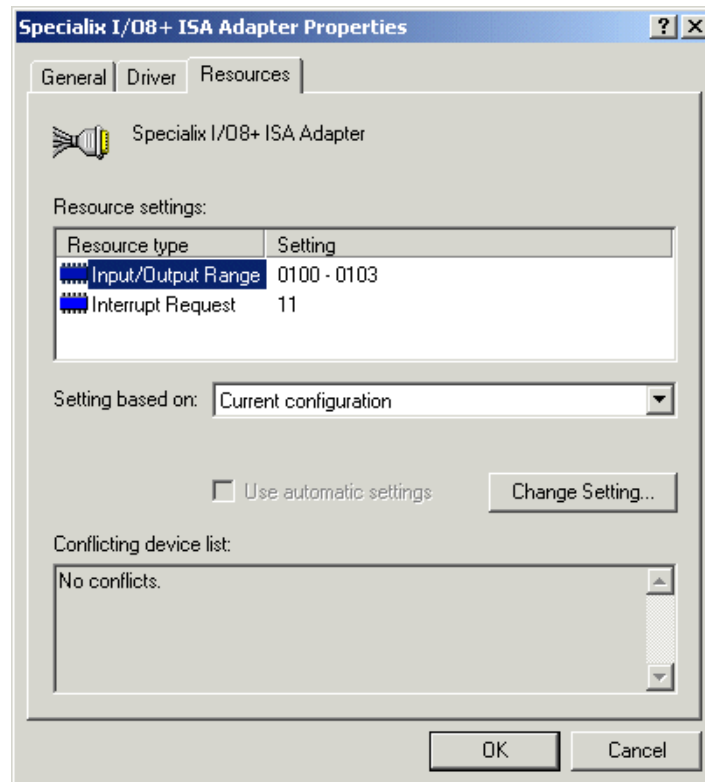 Specialix I/O8+ ISA Adapter Properties
? X
General Driver Resources
Specialix I/O8+ ISA Adapter
Resource settings:
Resource type Setting
Input/Output Range 0100 - 0103
Interrupt Request 11
Setting based on: Current configuration
Use automatic settings Change Setting...
Conflicting device list:
No conflicts.
OK Cancel